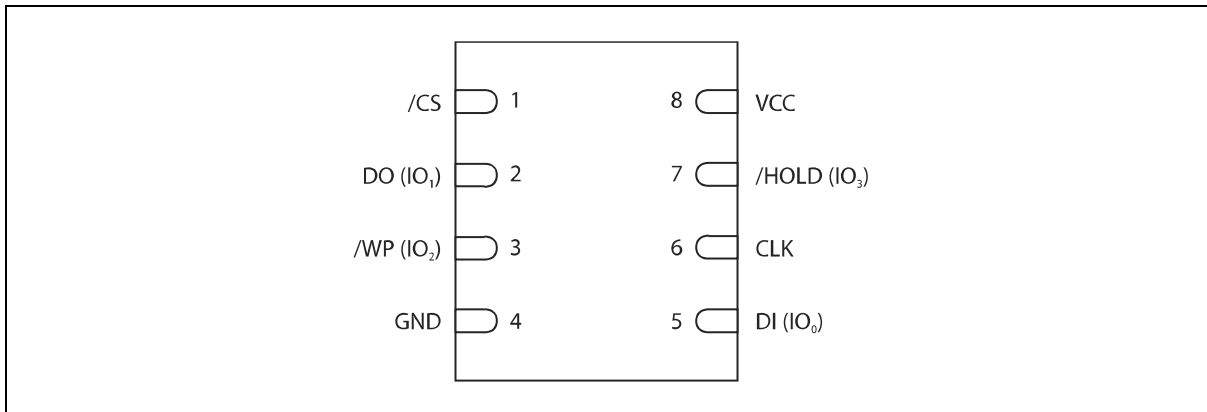 /CS 1 8 VCC
DO (IO₁) 2 7 /HOLD (IO₃)
/WP (IO₂) 3 6 CLK
GND 4 5 DI (IO₀)